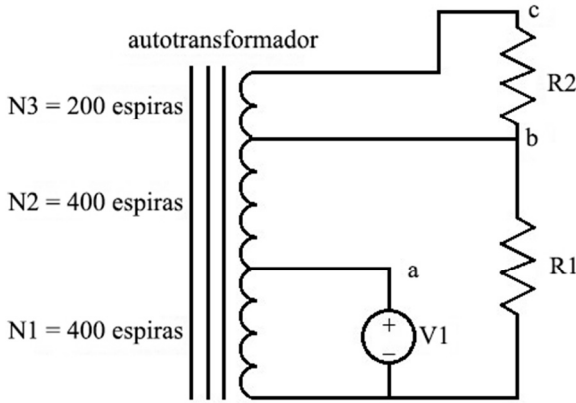 c
autotransformador
R2
N3 = 200 espiras
b
N2 = 400 espiras
a
R1
N1 = 400 espiras
+
V1
–